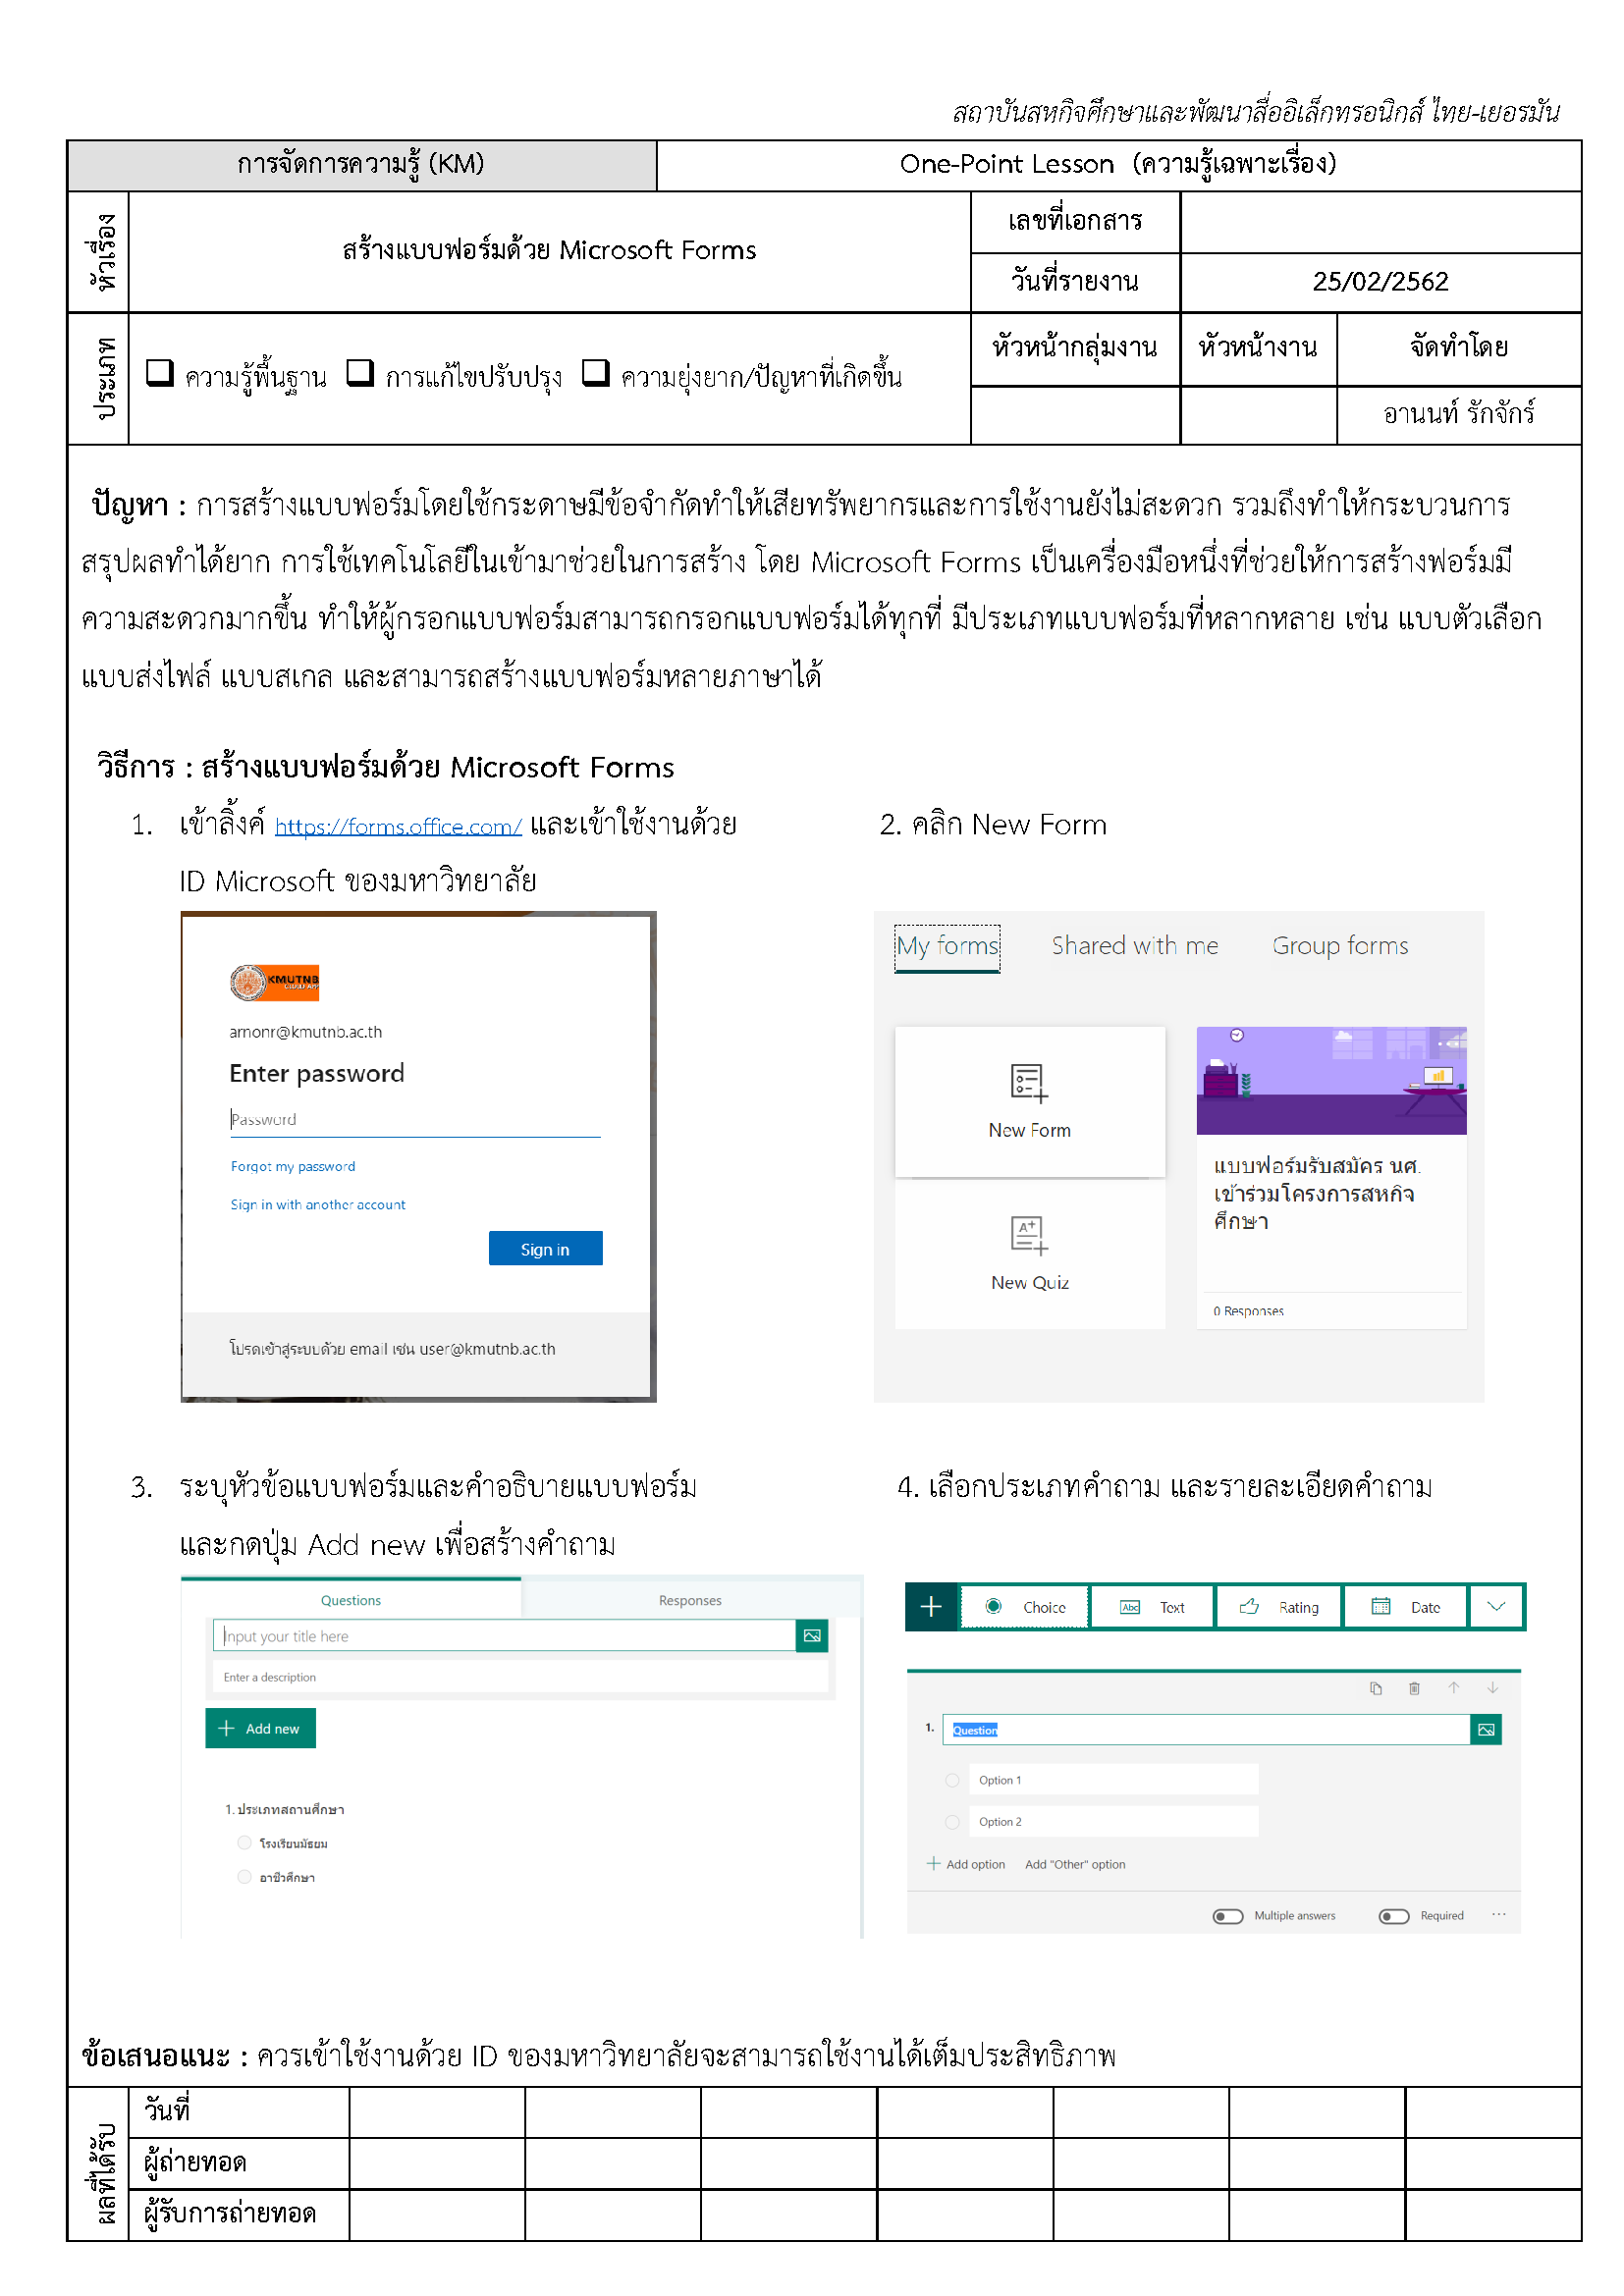 สถาบันสหกิจศึกษาและพัฒนาสื่ออิเล็กทรอนิกส์ ไทย-เยอรมัน
การจัดการความรู้ (KM)
One-Point Lesson (ความรู้เฉพาะเรื่อง)
หัวเรื่อง
สร้างแบบฟอร์มด้วย Microsoft Forms
เลขที่เอกสาร
วันที่รายงาน
25/02/2562
ประเภท
ความรู้พื้นฐาน การแก้ไขปรับปรุง ความยุ่งยาก/ปัญหาที่เกิดขึ้น
หัวหน้ากลุ่มงาน
หัวหน้างาน
จัดทำโดย
อานนท์ รักจักร์
ปัญหา : การสร้างแบบฟอร์มโดยใช้กระดาษมีข้อจำกัดทำให้เสียทรัพยากรและการใช้งานยังไม่สะดวก รวมถึงทำให้กระบวนการ
สรุปผลทำได้ยาก การใช้เทคโนโลยีในเข้ามาช่วยในการสร้าง โดย Microsoft Forms เป็นเครื่องมือหนึ่งที่ช่วยให้การสร้างฟอร์มมี
ความสะดวกมากขึ้น ทำให้ผู้กรอกแบบฟอร์มสามารถกรอกแบบฟอร์มได้ทุกที่ มีประเภทแบบฟอร์มที่หลากหลาย เช่น แบบตัวเลือก
แบบส่งไฟล์ แบบสเกล และสามารถสร้างแบบฟอร์มหลายภาษาได้
วิธีการ : สร้างแบบฟอร์มด้วย Microsoft Forms
1. เข้าลิ้งค์ https://forms.office.com/ และเข้าใช้งานด้วย
ID Microsoft ของมหาวิทยาลัย
KMUTNB
arnonr@kmutnb.ac.th
Enter password
Password
Forgot my password
Sign in with another account
Sign in
โปรดเข้าสู่ระบบด้วย email เช่น user@kmutnb.ac.th
2. คลิก New Form
My forms Shared with me Group forms
New Form
New Quiz
แบบฟอร์มรับสมัคร นศ.
เข้าร่วมโครงการสหกิจ
ศึกษา
0 Responses
3. ระบุหัวข้อแบบฟอร์มและคำอธิบายแบบฟอร์ม
และกดปุ่ม Add new เพื่อสร้างคำถาม
Questions Responses
Input your title here
Enter a description
Add new
1. ประเภทสถานศึกษา
โรงเรียนมัธยม
อาชีวศึกษา
4. เลือกประเภทคำถาม และรายละเอียดคำถาม
Choice Text Rating Date
1. Question
Option 1
Option 2
Add option Add "Other" option
Multiple answers Required
ข้อเสนอแนะ : ควรเข้าใช้งานด้วย ID ของมหาวิทยาลัยจะสามารถใช้งานได้เต็มประสิทธิภาพ
ผลที่ได้รับ
วันที่
ผู้ถ่ายทอด
ผู้รับการถ่ายทอด